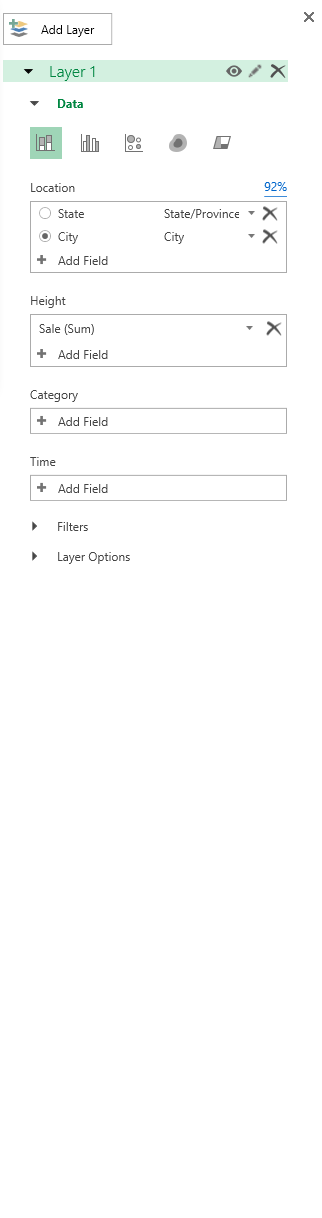 Add Layer
Layer 1
Data
Location 92%
State State/Province
City City
Add Field
Height
Sale (Sum)
Add Field
Category
Add Field
Time
Add Field
Filters
Layer Options